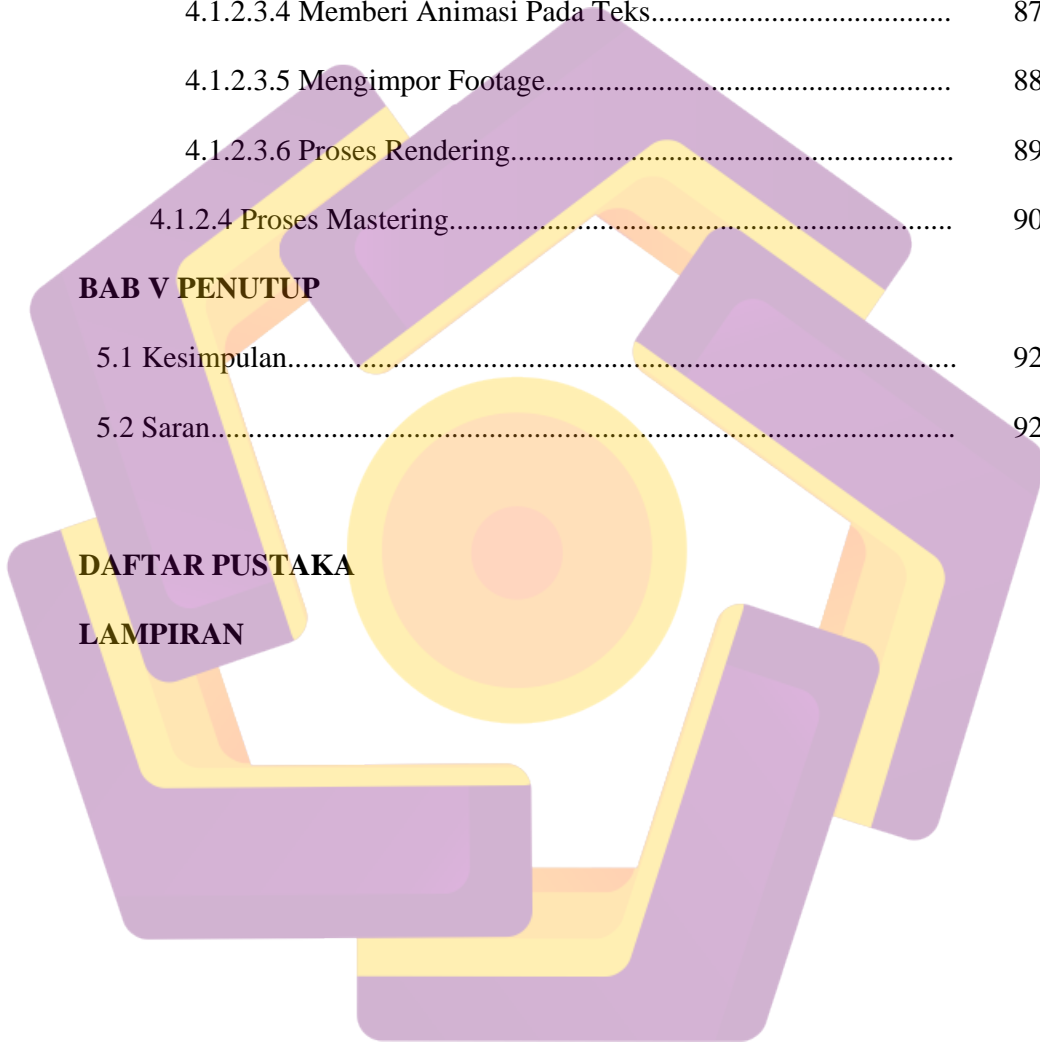 4.1.2.3.4 Memberi Animasi Pada Teks.................................................. 87
4.1.2.3.5 Mengimpor Footage.................................................................... 88
4.1.2.3.6 Proses Rendering.......................................................................... 89
4.1.2.4 Proses Mastering.................................................................................... 90
BAB V PENUTUP
5.1 Kesimpulan................................................................................................................ 92
5.2 Saran............................................................................................................................. 92
DAFTAR PUSTAKA
LAMPIRAN